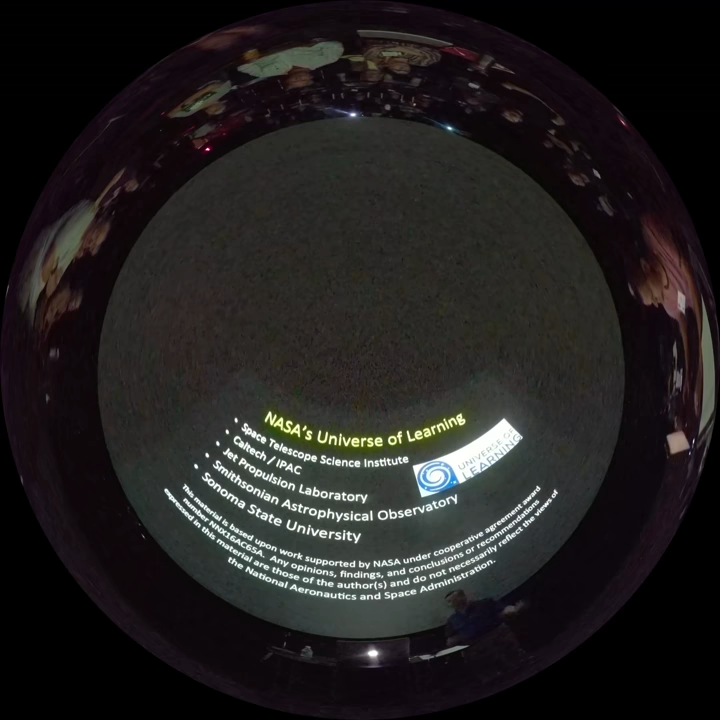 NASA's Universe of Learning
• Space Telescope Science Institute
• Caltech / IPAC
• Jet Propulsion Laboratory
• Smithsonian Astrophysical Observatory
• Sonoma State University
UNIVERSE OF
LEARNING
This material is based upon work supported by NASA under cooperative agreement award
number NNX16AC65A. Any opinions, findings, and conclusions or recommendations
expressed in this material are those of the author(s) and do not necessarily reflect the views of
the National Aeronautics and Space Administration.